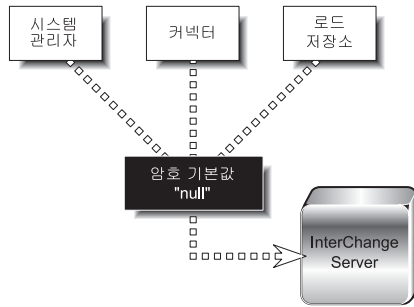 시스템
관리자
커넥터
로드
저장소
암호 기본값
"null"
InterChange
Server